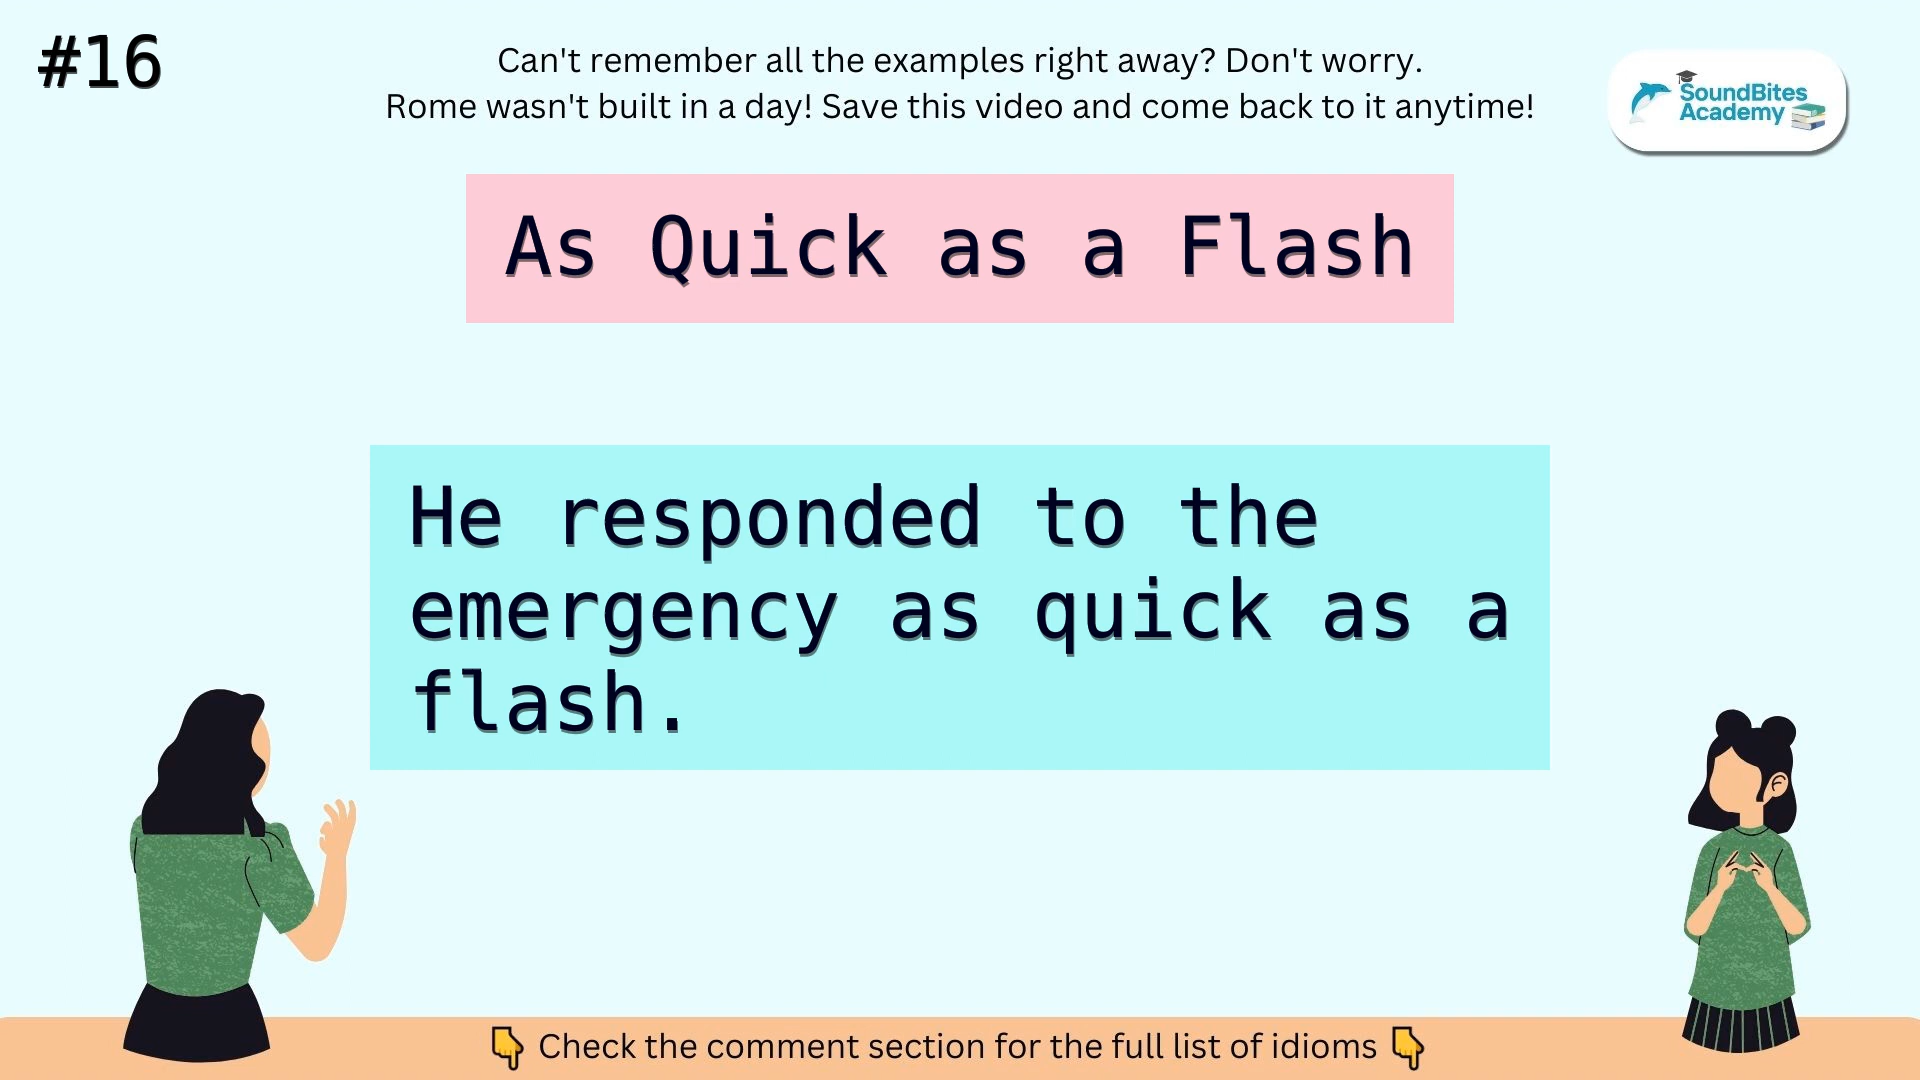 #16
Can't remember all the examples right away? Don't worry.
Rome wasn't built in a day! Save this video and come back to it anytime!
SoundBites
Academy
As Quick as a Flash
He responded to the
emergency as quick as a
flash.
👇 Check the comment section for the full list of idioms 👇